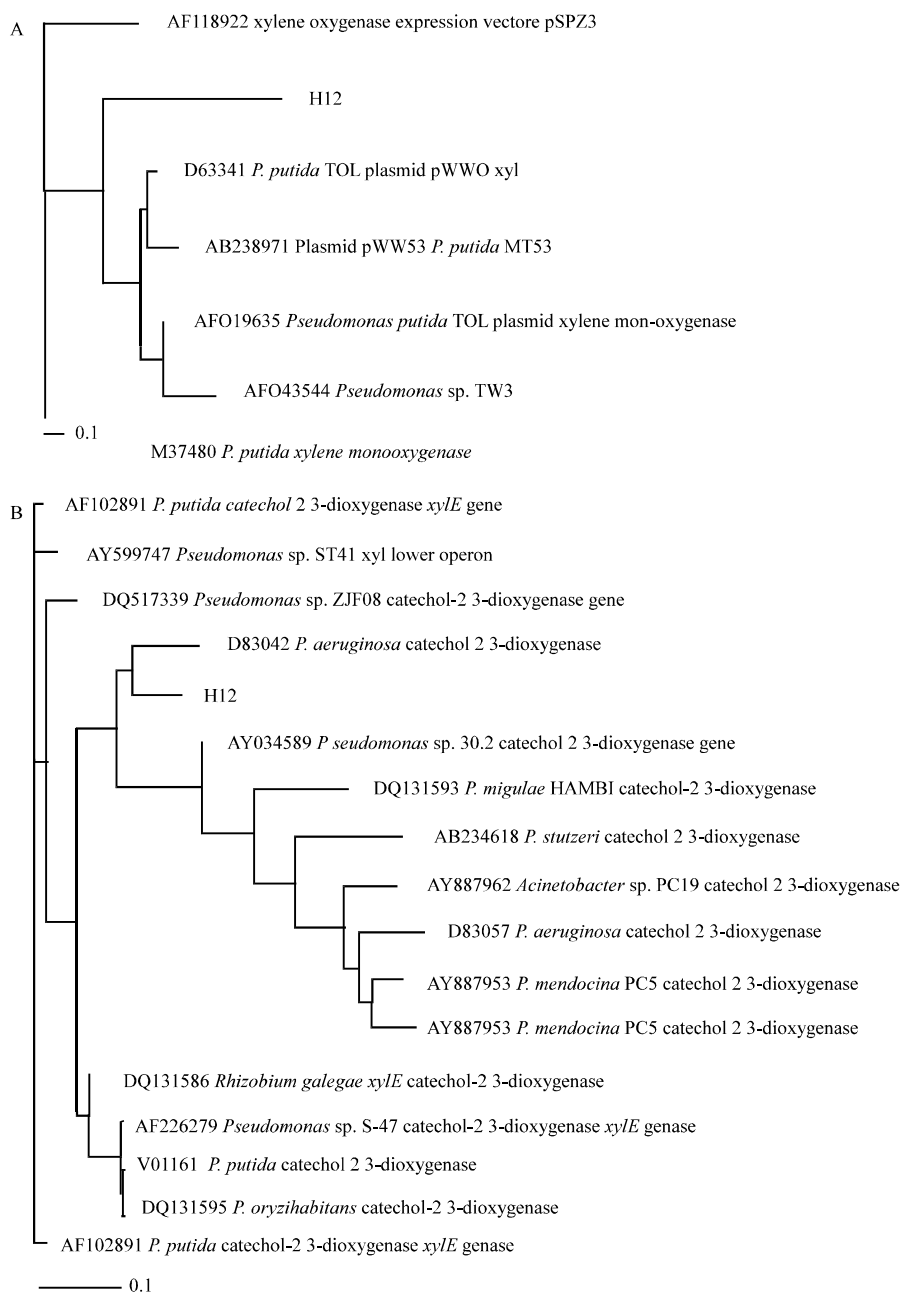 A
AF118922 xylene oxygenase expression vectore pSPZ3
H12
D63341 P. putida TOL plasmid pWWO xyl
AB238971 Plasmid pWW53 P. putida MT53
AFO19635 Pseudomonas putida TOL plasmid xylene mon-oxygenase
AFO43544 Pseudomonas sp. TW3
0.1
M37480 P. putida xylene monooxygenase
B
AF102891 P. putida catechol 2 3-dioxygenase xylE gene
AY599747 Pseudomonas sp. ST41 xyl lower operon
DQ517339 Pseudomonas sp. ZJF08 catechol-2 3-dioxygenase gene
D83042 P. aeruginosa catechol 2 3-dioxygenase
H12
AY034589 P seudomonas sp. 30.2 catechol 2 3-dioxygenase gene
DQ131593 P. migulae HAMBI catechol-2 3-dioxygenase
AB234618 P. stutzeri catechol 2 3-dioxygenase
AY887962 Acinetobacter sp. PC19 catechol 2 3-dioxygenase
D83057 P. aeruginosa catechol 2 3-dioxygenase
AY887953 P. mendocina PC5 catechol 2 3-dioxygenase
AY887953 P. mendocina PC5 catechol 2 3-dioxygenase
DQ131586 Rhizobium galegae xylE catechol-2 3-dioxygenase
AF226279 Pseudomonas sp. S-47 catechol-2 3-dioxygenase xylE genase
V01161 P. putida catechol 2 3-dioxygenase
DQ131595 P. oryzihabitans catechol-2 3-dioxygenase
AF102891 P. putida catechol-2 3-dioxygenase xylE genase
0.1